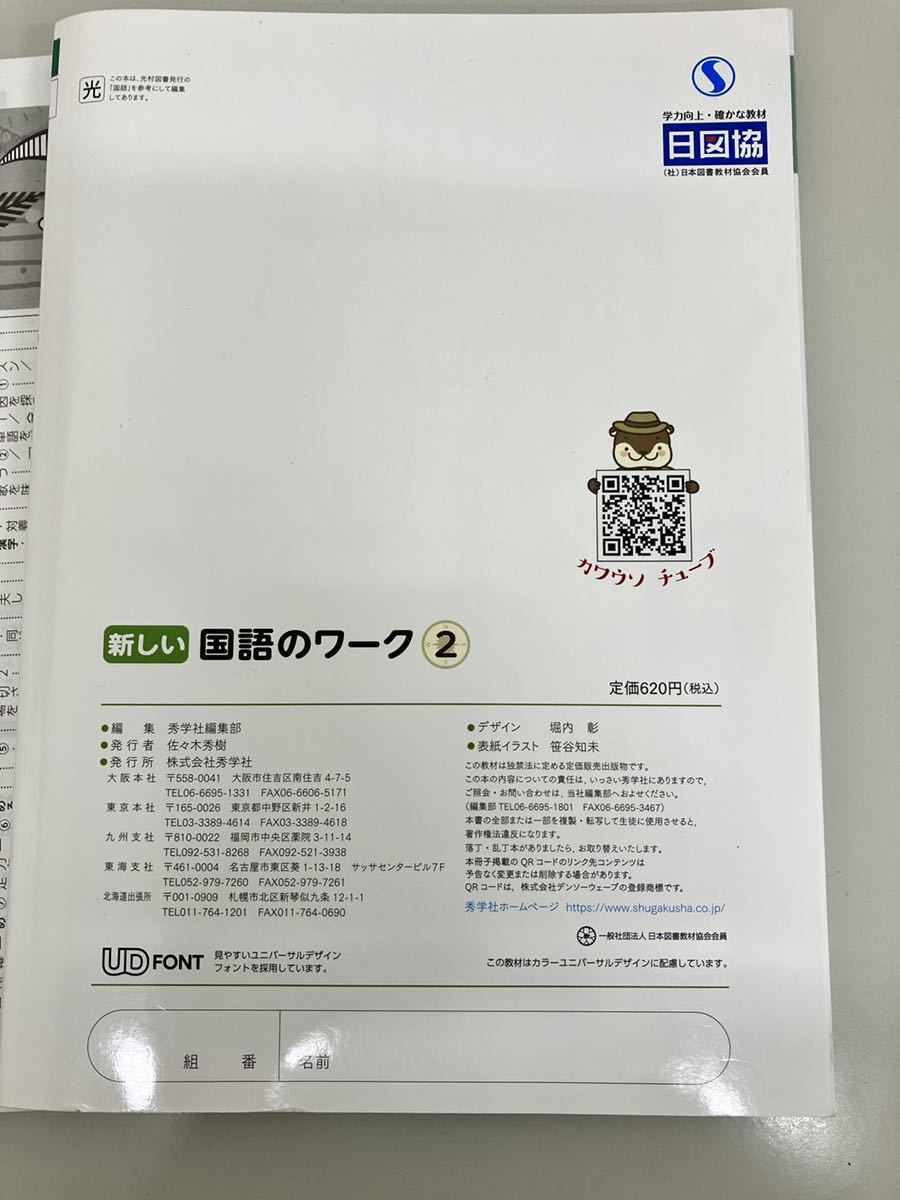 光
この本は、光村図書発行の
「国語」を参考にして編集
してあります。
学力向上・確かな教材
日図協
(社)日本図書教材協会会員
カワウソ チューブ
新しい 国語のワーク 2
定価620円(税込)
●編　集　秀学社編集部
●発行者　佐々木秀樹
●発行所　株式会社秀学社
大阪本社　〒558-0041　大阪市住吉区南住吉4-7-5
TEL06-6695-1331　FAX06-6606-5171
東京本社　〒165-0026　東京都中野区新井1-2-16
TEL03-3389-4614　FAX03-3389-4618
九州支社　〒810-0022　福岡市中央区薬院3-11-14
TEL092-531-8268　FAX092-521-3938
東海支社　〒461-0004　名古屋市東区葵1-13-18　サッサセンタービル7F
TEL052-979-7260　FAX052-979-7261
北海道出張所　〒001-0909　札幌市北区新琴似九条12-1-1
TEL011-764-1201　FAX011-764-0690
●デザイン　堀内　彰
●表紙イラスト　笹谷知未
この教材は独禁法に定める定価販売出版物です。
この本の内容についての責任は、いっさい秀学社にありますので、
ご照会・お問い合わせは、当社編集部へおよせください。
(編集部TEL06-6695-1801　FAX06-6695-3467)
本書の全部または一部を複製・転写して生徒に使用させると、
著作権法違反になります。
落丁・乱丁本がありましたら、お取り替えいたします。
本冊子掲載のQRコードのリンク先コンテンツは
予告なく変更または削除する場合があります。
QRコードは、株式会社デンソーウェーブの登録商標です。
秀学社ホームページ　https://www.shugakusha.co.jp/
一般社団法人 日本図書教材協会会員
UD FONT
見やすいユニバーサルデザイン
フォントを採用しています。
この教材はカラーユニバーサルデザインに配慮しています。
組　番　名前